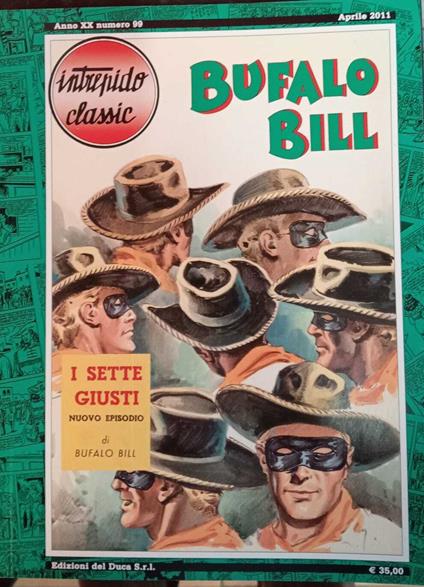 Anno XX numero 99
Aprile 2011
intrepido
classic
BUFALO
BILL
I SETTE
GIUSTI
NUOVO EPISODIO
di
BUFALO BILL
Edizioni del Duca S.r.l.
€ 35,00